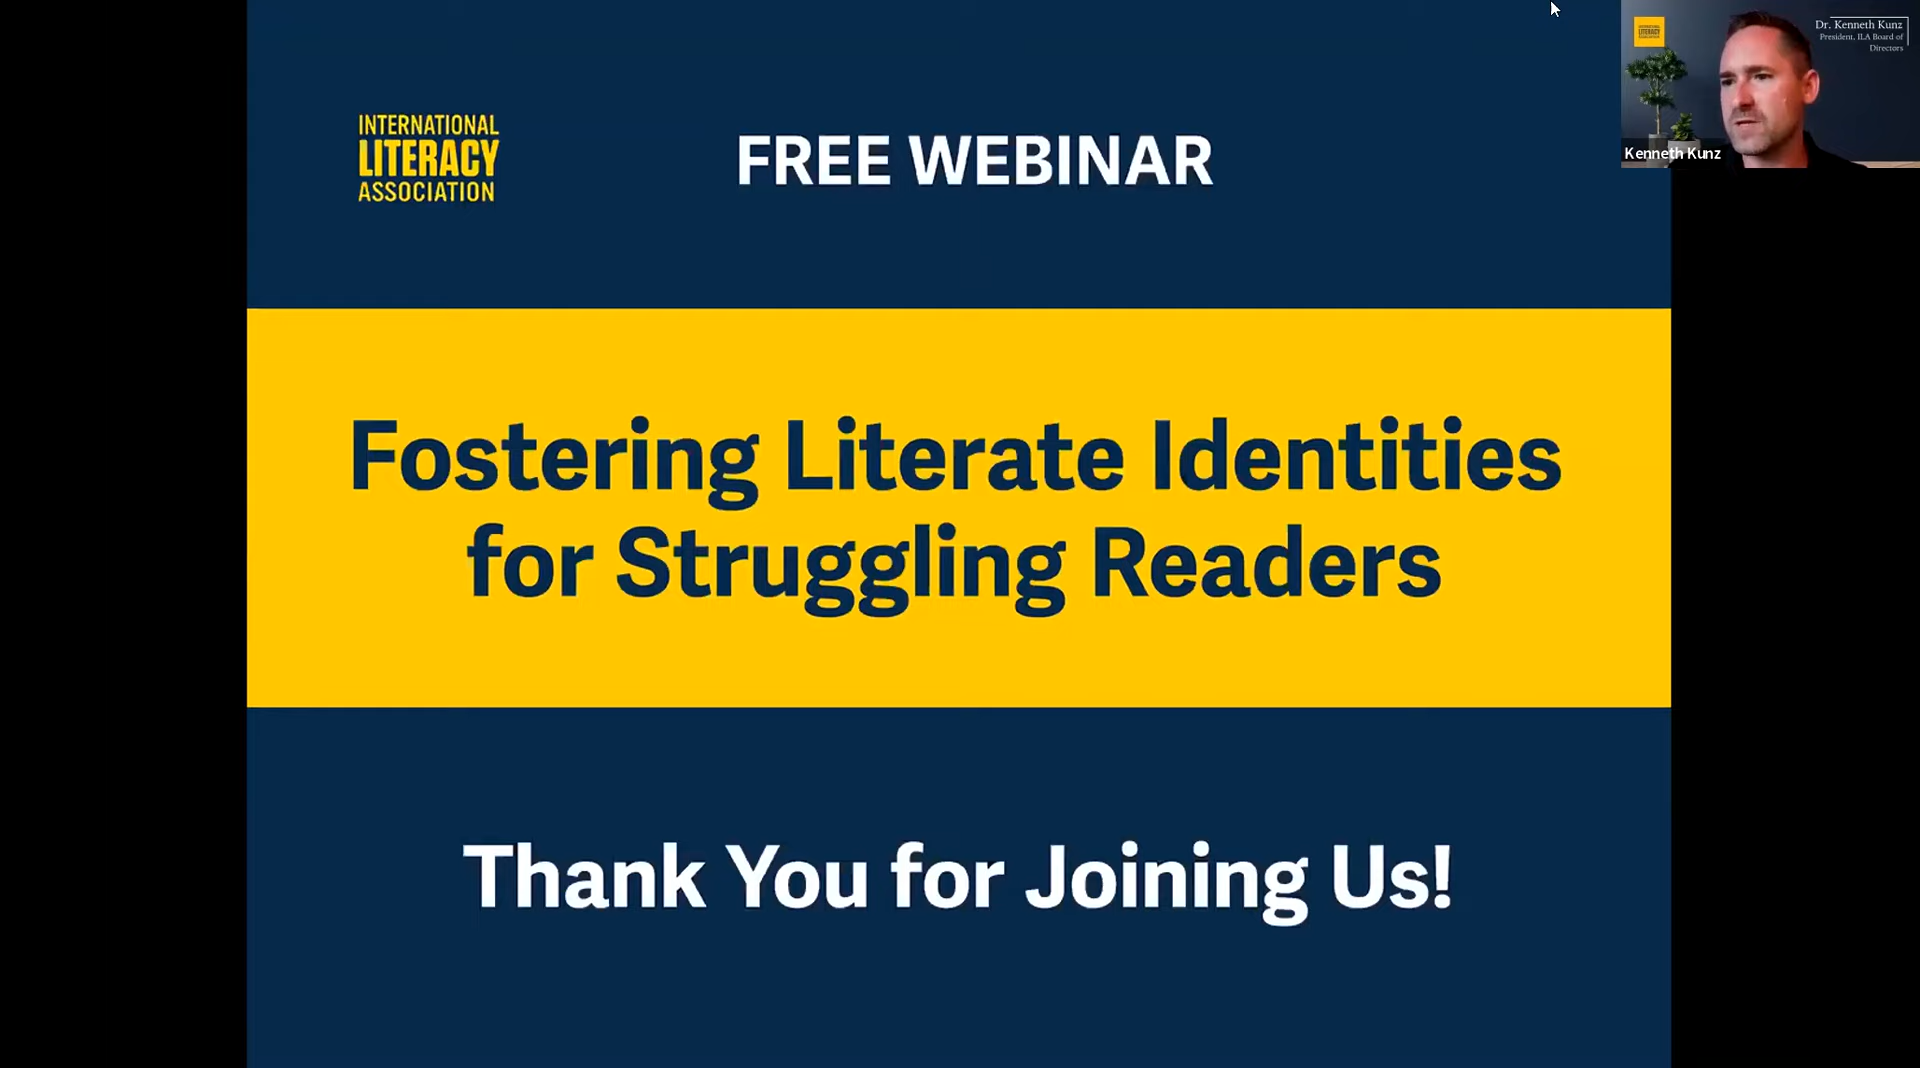 INTERNATIONAL
LITERACY
ASSOCIATION
FREE WEBINAR
Fostering Literate Identities
for Struggling Readers
Thank You for Joining Us!
LITERACY
Dr. Kenneth Kunz
President, ILA Board of
Directors
Kenneth Kunz